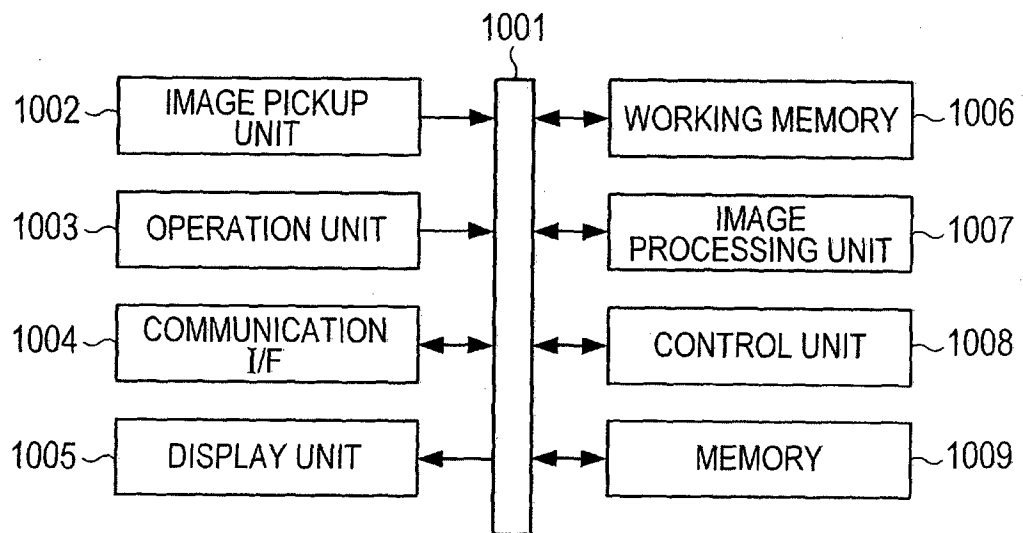 1001
1002
IMAGE PICKUP
UNIT
1003
OPERATION UNIT
1004
COMMUNICATION
I/F
1005
DISPLAY UNIT
WORKING MEMORY
1006
IMAGE
PROCESSING UNIT
1007
CONTROL UNIT
1008
MEMORY
1009